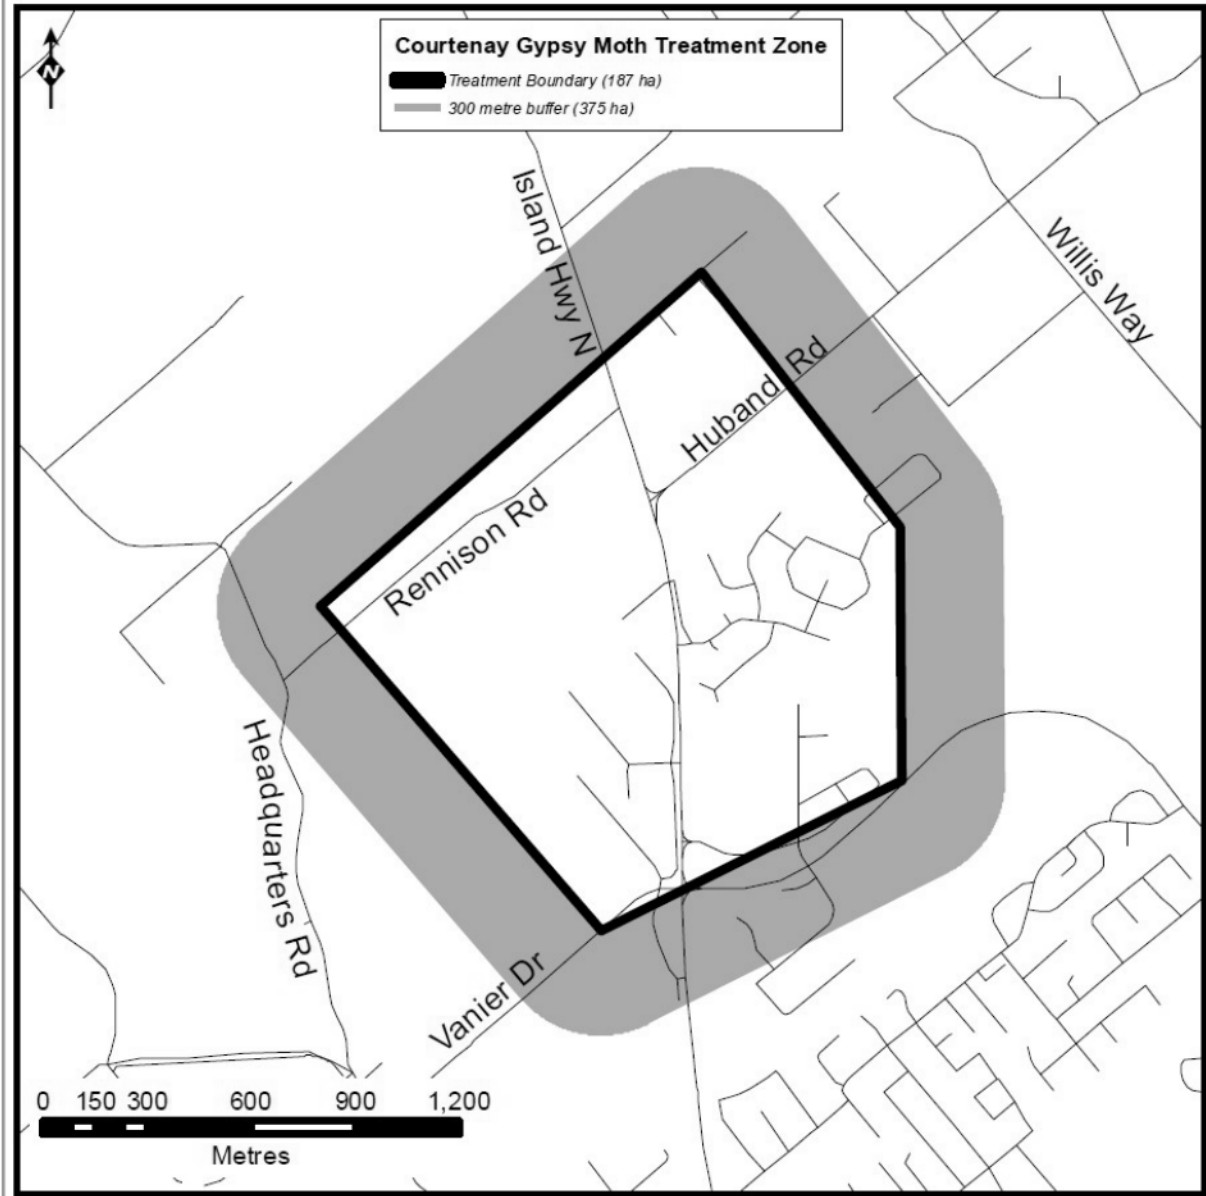 N
Courtenay Gypsy Moth Treatment Zone
Treatment Boundary (187 ha)
300 metre buffer (375 ha)
Island Hwy N
Willis Way
Huband Rd
Rennison Rd
Headquarters Rd
Vanier Dr
0 150 300 600 900 1,200
Metres